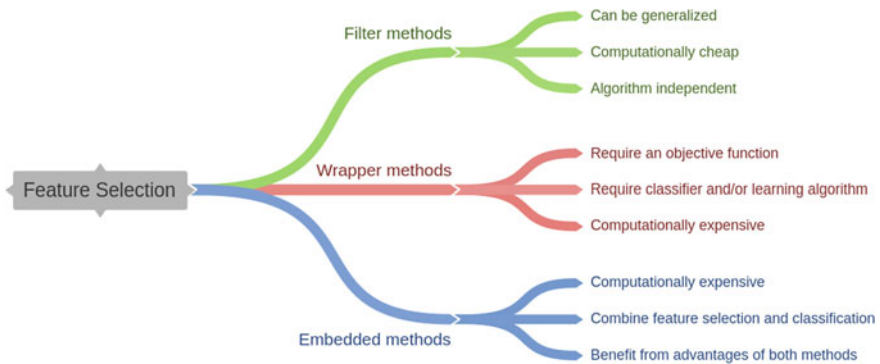 Feature Selection
Filter methods
Can be generalized
Computationally cheap
Algorithm independent
Wrapper methods
Require an objective function
Require classifier and/or learning algorithm
Computationally expensive
Embedded methods
Computationally expensive
Combine feature selection and classification
Benefit from advantages of both methods